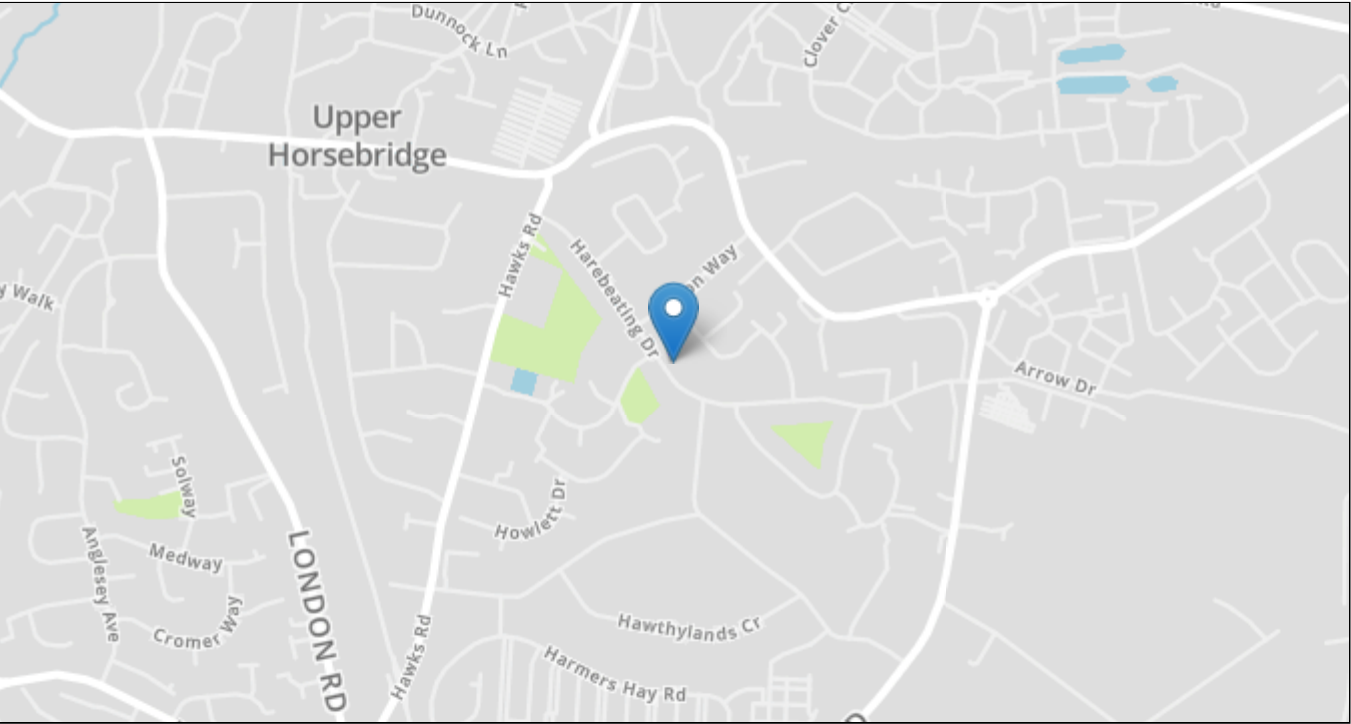 Dunnock Ln
Clover C
Upper
Horsebridge
Hawks Rd
Harebeating Dr
on Way
y Walk
Arrow Dr
Solway
Howlett Dr
Anglesey Ave
Medway
LONDON RD
Cromer Way
Hawks Rd
Hawthylands Cr
Harmers Hay Rd